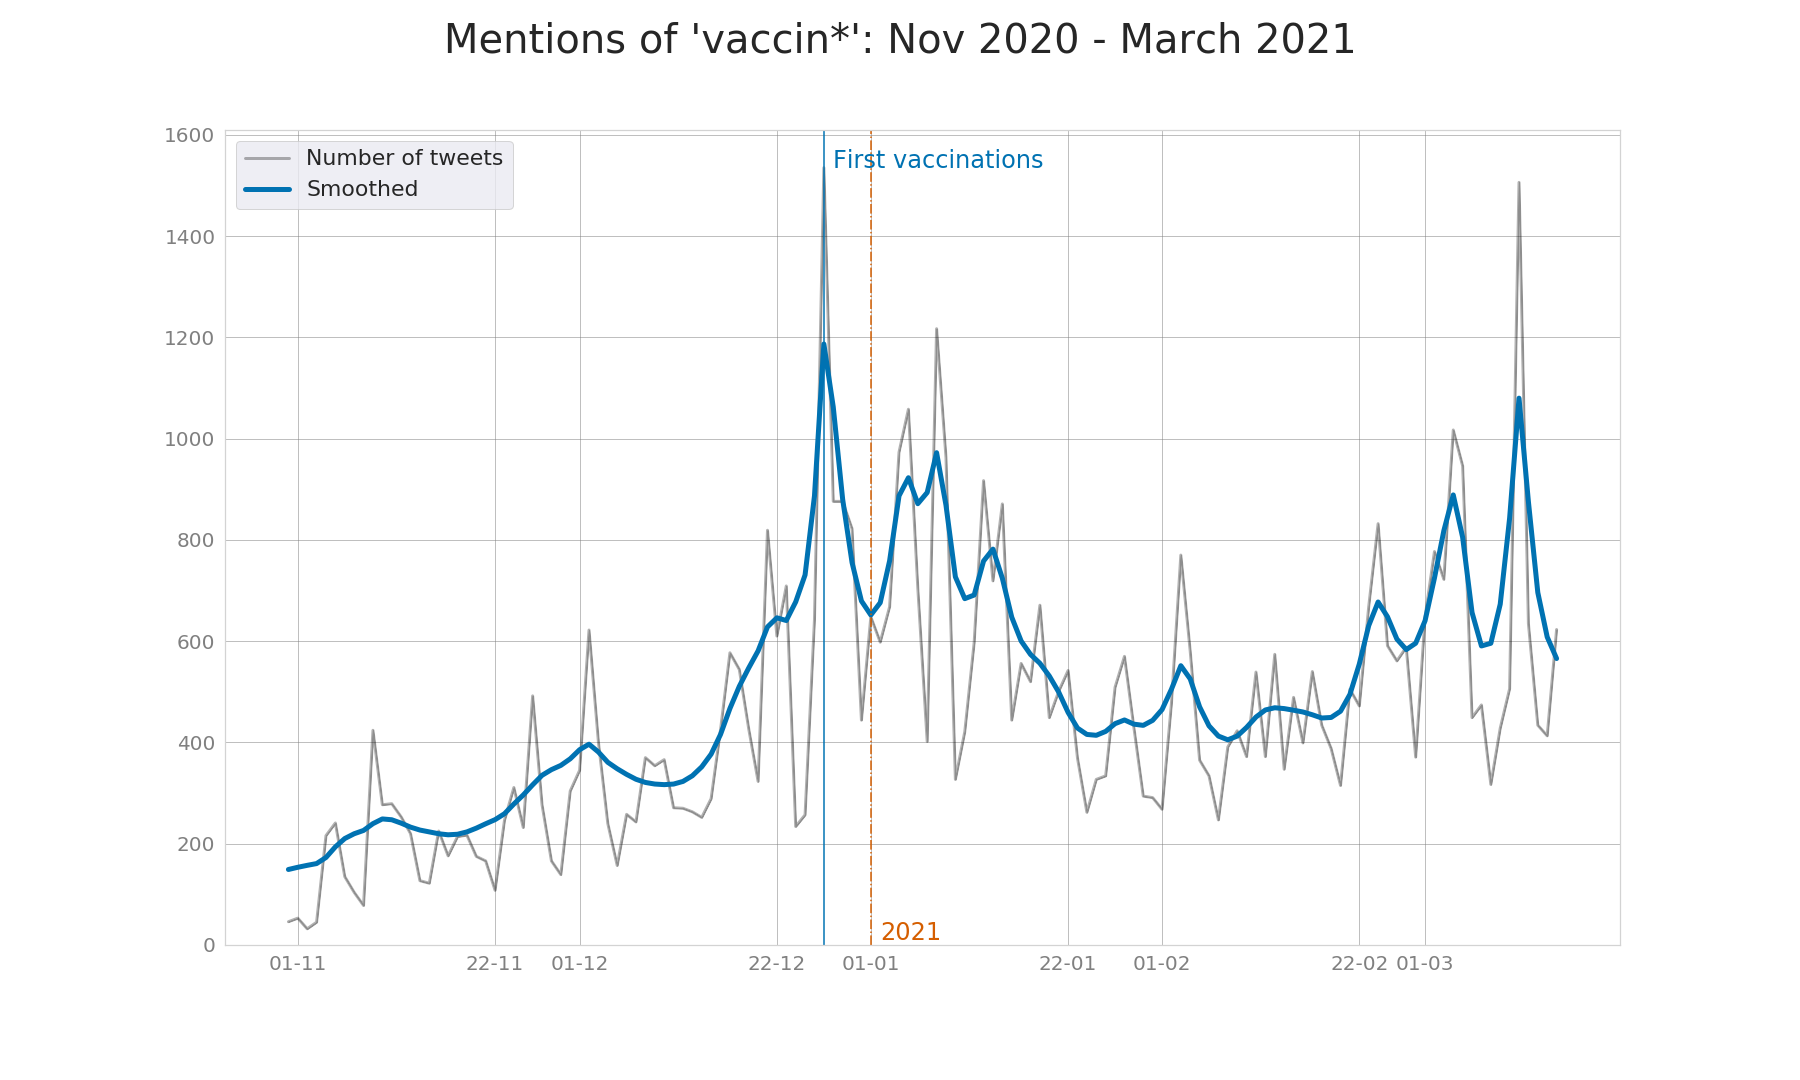 Mentions of 'vaccin*': Nov 2020 - March 2021
1600
1400
1200
1000
800
600
400
200
0
Number of tweets
Smoothed
First vaccinations
2021
01-11 22-11 01-12 22-12 01-01 22-01 01-02 22-02 01-03